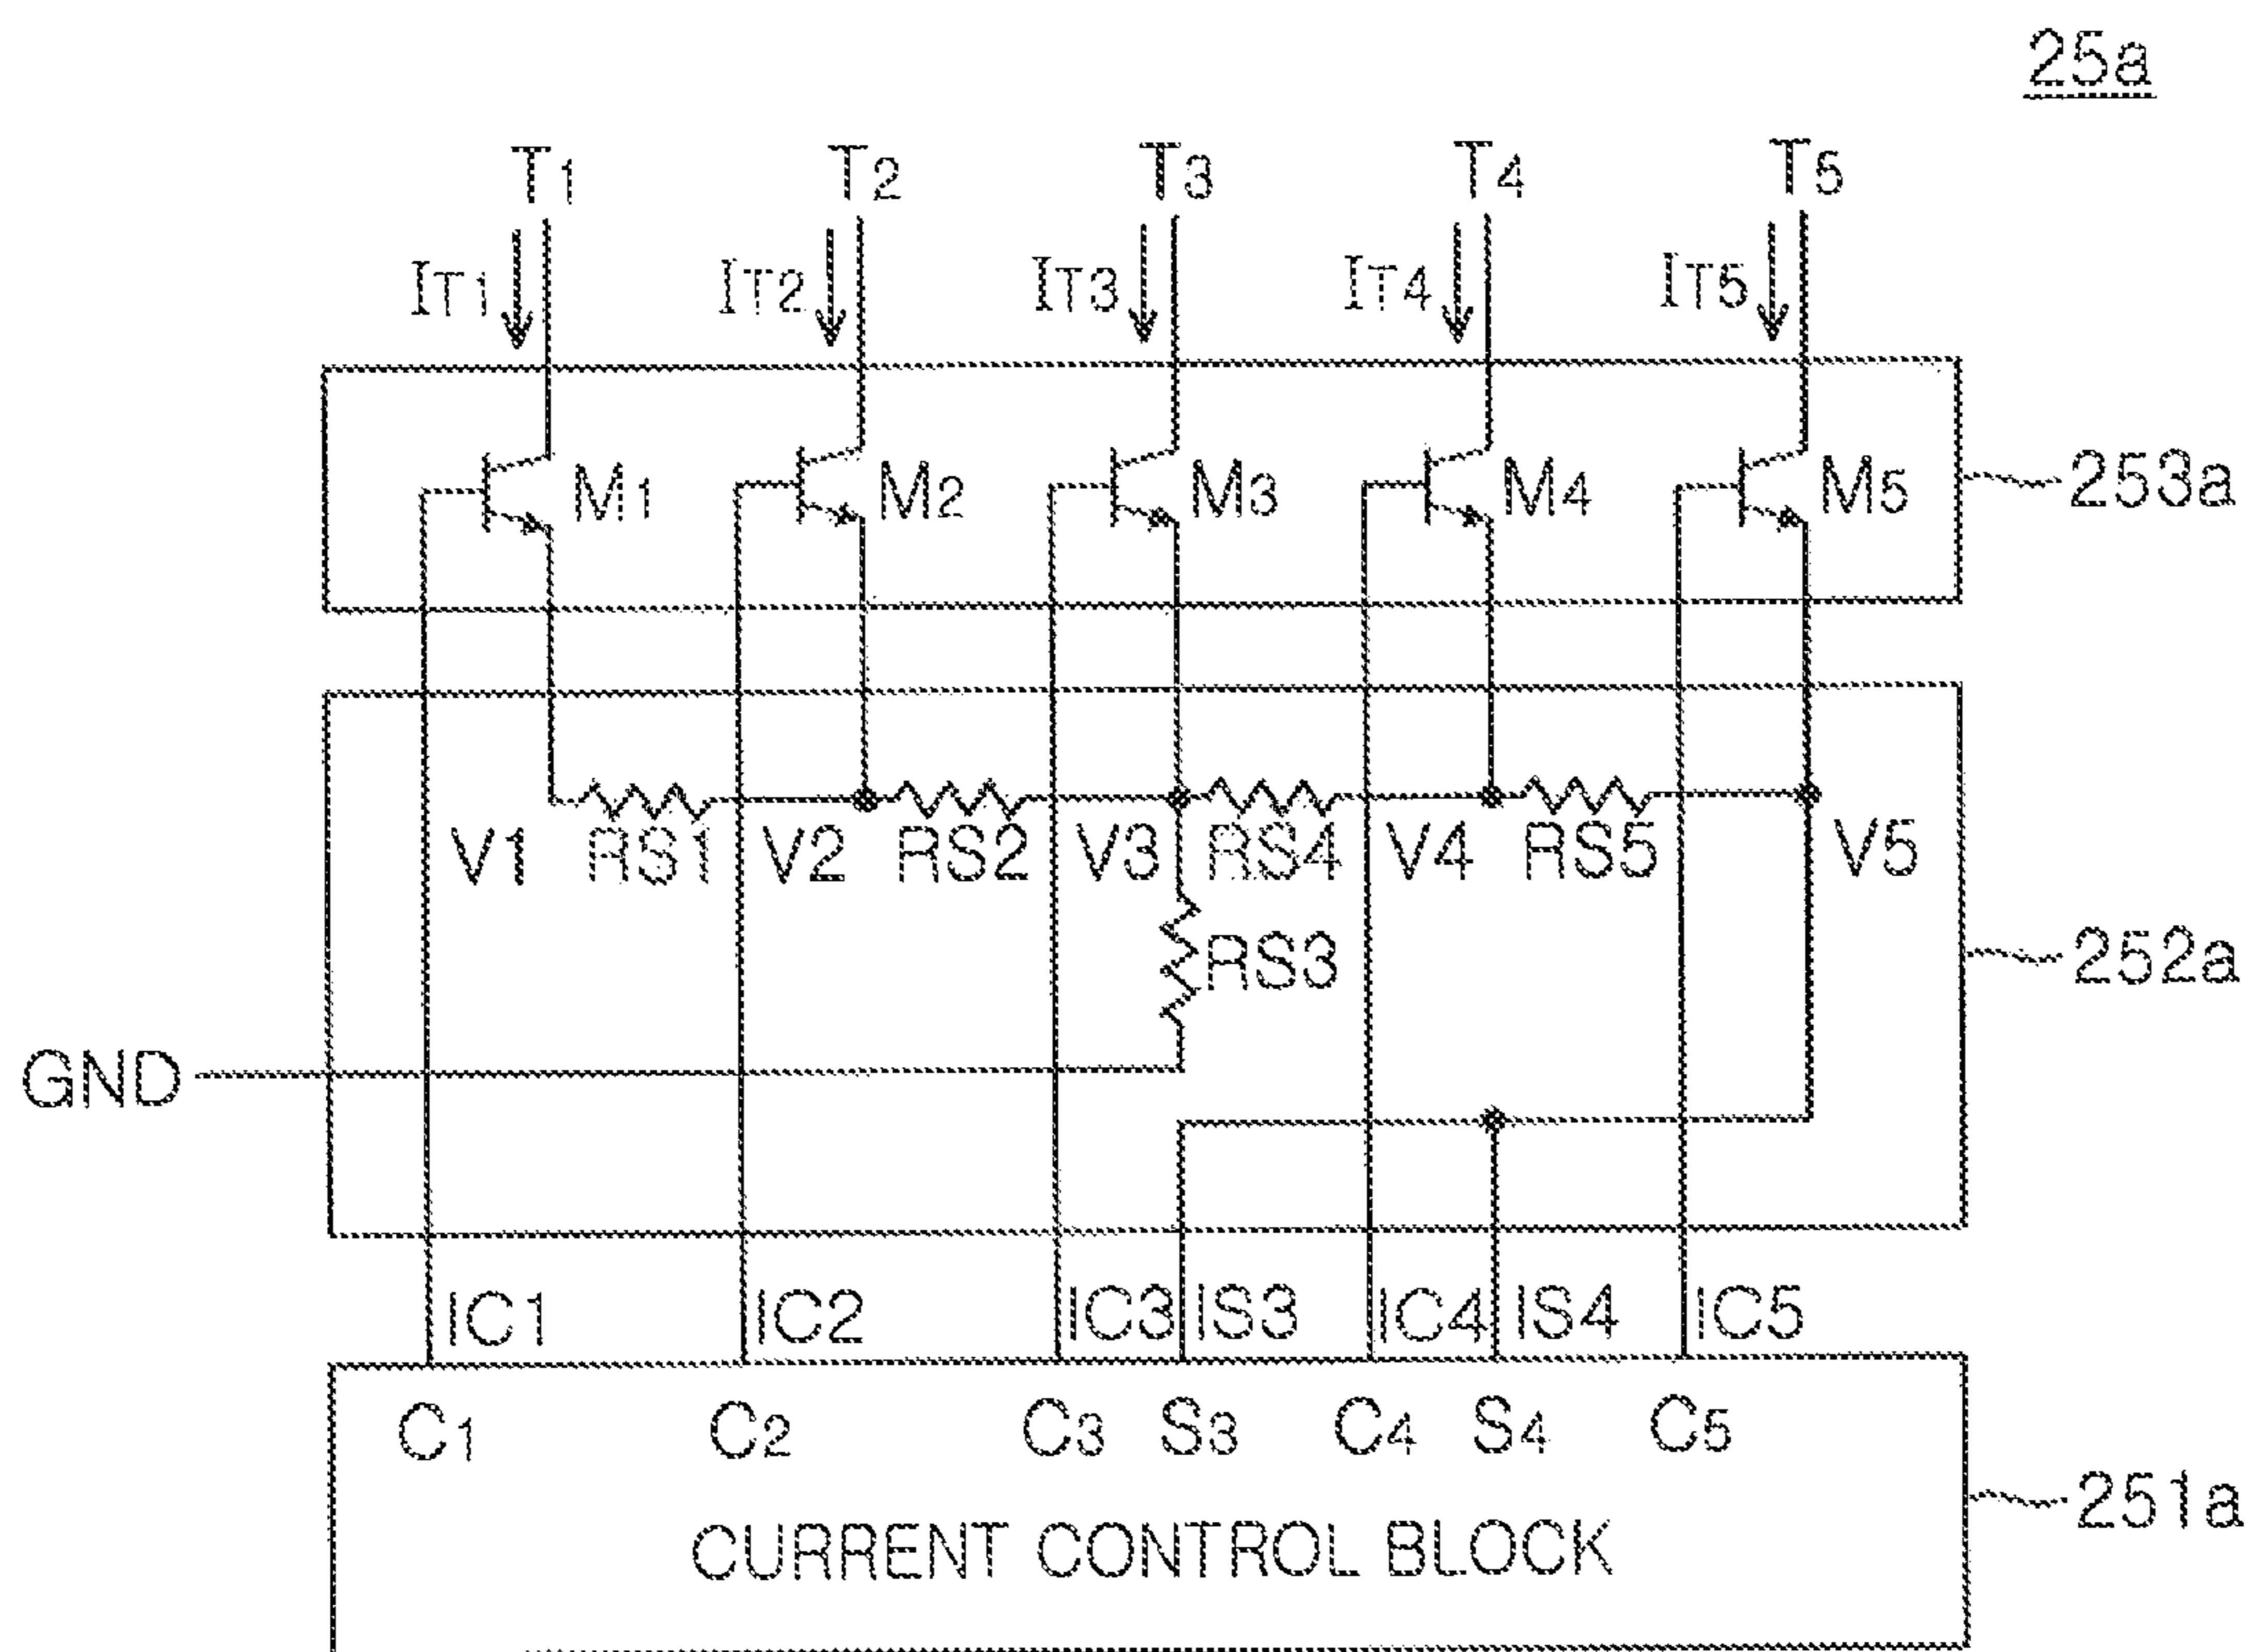 25a
T1 T2 T3 T4 T5
IT1 IT2 IT3 IT4 IT5
M1 M2 M3 M4 M5 253a
V1 RS1 V2 RS2 V3 RS4 V4 RS5 V5
RS3 252a
GND
IC1 IC2 IC3 IS3 IC4 IS4 IC5
C1 C2 C3 S3 C4 S4 C5
251a
CURRENT CONTROL BLOCK